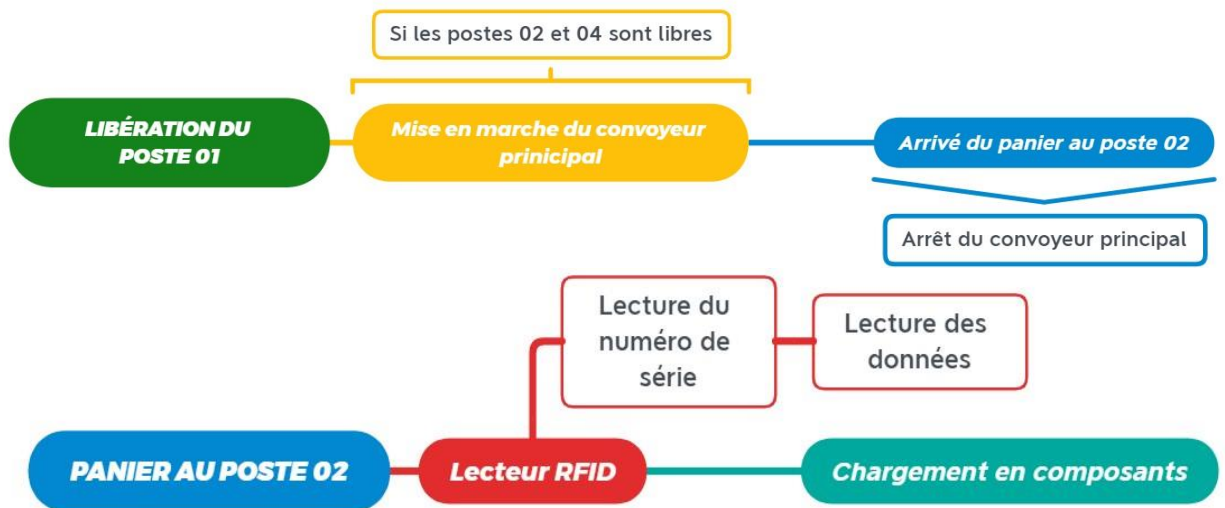 Si les postes 02 et 04 sont libres
LIBÉRATION DU
POSTE 01
Mise en marche du convoyeur
prinicipal
Arrivé du panier au poste 02
Arrêt du convoyeur principal
Lecture du
numéro de
série
Lecture des
données
PANIER AU POSTE 02
Lecteur RFID
Chargement en composants